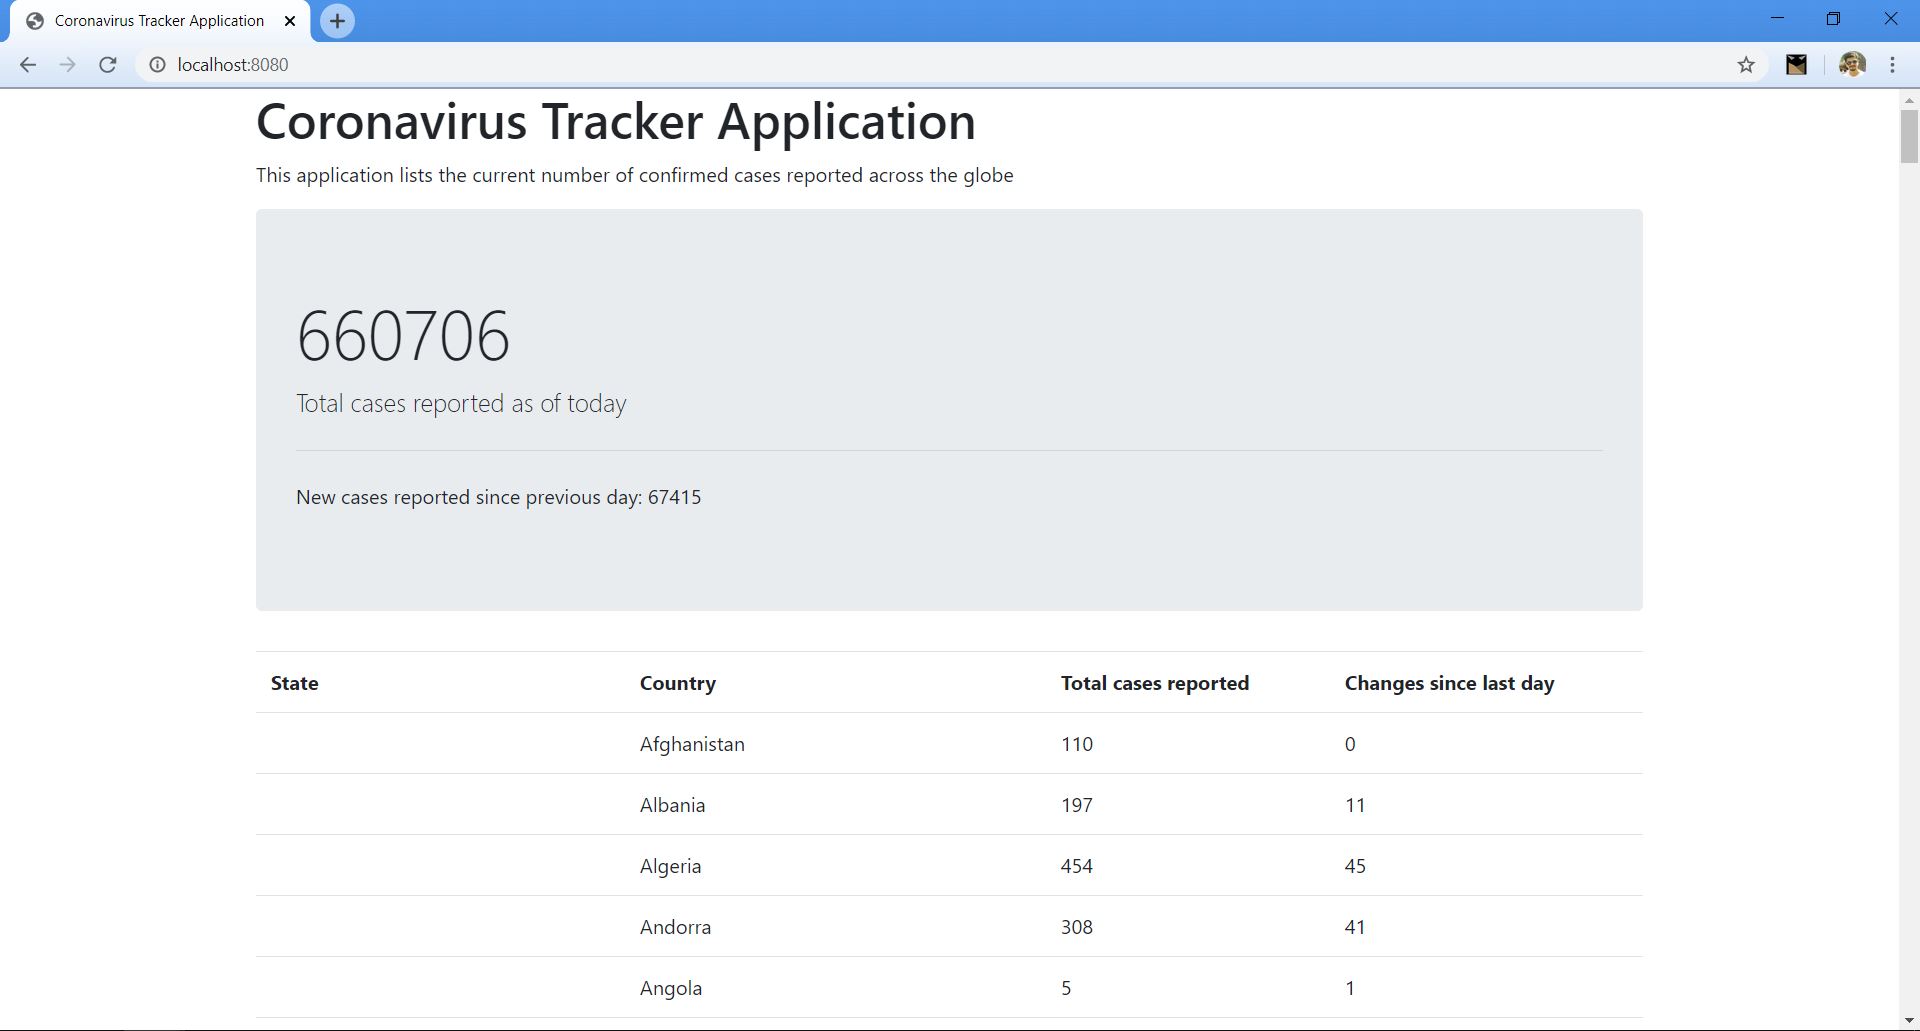 Coronavirus Tracker Application
localhost:8080
Coronavirus Tracker Application
This application lists the current number of confirmed cases reported across the globe
660706
Total cases reported as of today
New cases reported since previous day: 67415
State Country Total cases reported Changes since last day
Afghanistan 110 0
Albania 197 11
Algeria 454 45
Andorra 308 41
Angola 5 1